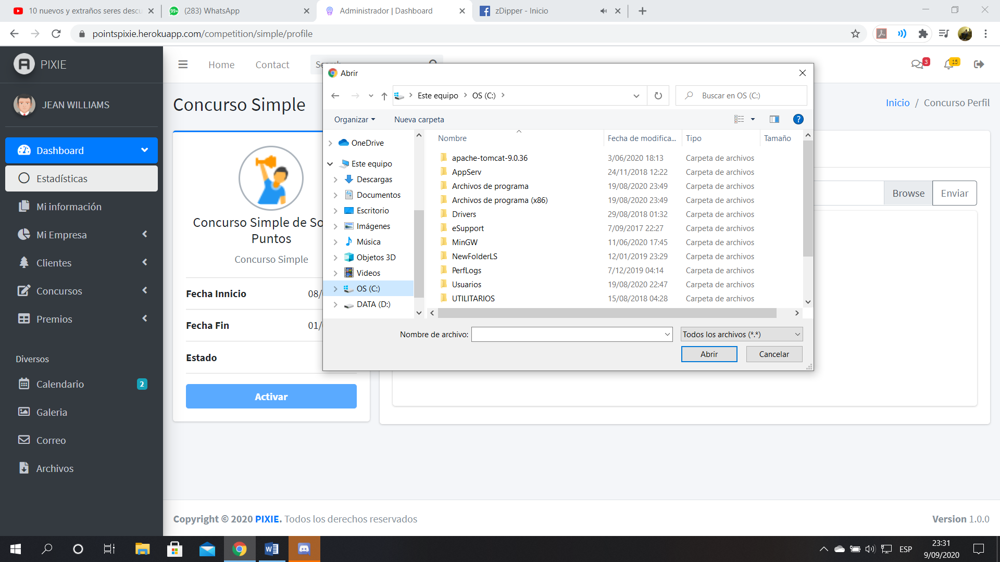 10 nuevos y extraños seres descu
99+
(283) WhatsApp
Administrador | Dashboard
zDipper - Inicio
pointspixie.herokuapp.com/competition/simple/profile
PIXIE
Home
Contact
3
15
JEAN WILLIAMS
Concurso Simple
Inicio / Concurso Perfil
Dashboard
Estadísticas
Mi información
Mi Empresa
Clientes
Concursos
Premios
Diversos
Calendario
2
Galeria
Correo
Archivos
Concurso Simple de So
Puntos
Concurso Simple
Fecha Innicio
08/
Fecha Fin
01/
Estado
Activar
Browse
Enviar
Abrir
Este equipo
OS (C:)
Buscar en OS (C:)
Organizar
Nueva carpeta
?
OneDrive
Este equipo
Descargas
Documentos
Escritorio
Imágenes
Música
Objetos 3D
Videos
OS (C:)
DATA (D:)
Nombre
Fecha de modifica...
Tipo
Tamaño
apache-tomcat-9.0.36 3/06/2020 18:13 Carpeta de archivos
AppServ 24/11/2018 12:22 Carpeta de archivos
Archivos de programa 19/08/2020 23:49 Carpeta de archivos
Archivos de programa (x86) 19/08/2020 23:49 Carpeta de archivos
Drivers 29/08/2018 01:32 Carpeta de archivos
eSupport 7/09/2017 22:27 Carpeta de archivos
MinGW 11/06/2020 17:45 Carpeta de archivos
NewFolderLS 12/01/2019 23:29 Carpeta de archivos
PerfLogs 7/12/2019 04:14 Carpeta de archivos
Usuarios 19/08/2020 22:47 Carpeta de archivos
UTILITARIOS 15/08/2018 04:28 Carpeta de archivos
Nombre de archivo:
Todos los archivos (*.*)
Abrir
Cancelar
Copyright © 2020 PIXIE. Todos los derechos reservados
Version 1.0.0
ESP
23:31
9/09/2020